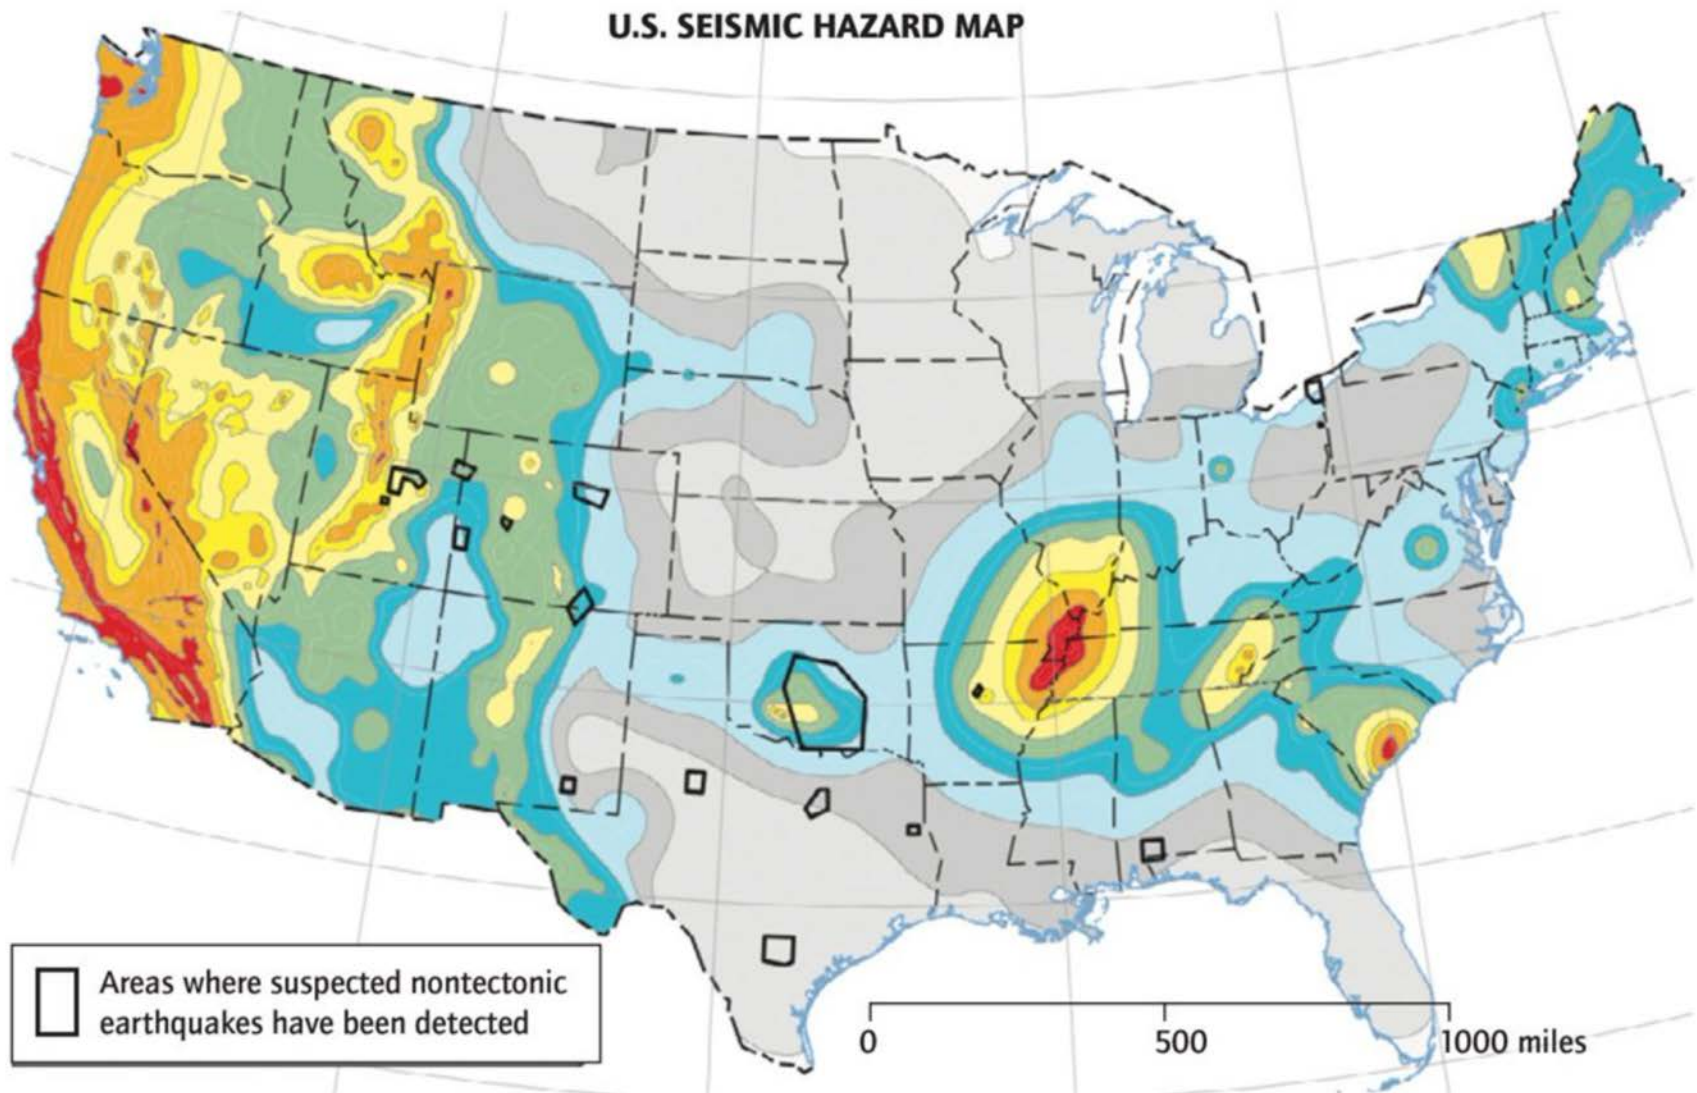 U.S. SEISMIC HAZARD MAP
Areas where suspected nontectonic
earthquakes have been detected
0 500 1000 miles